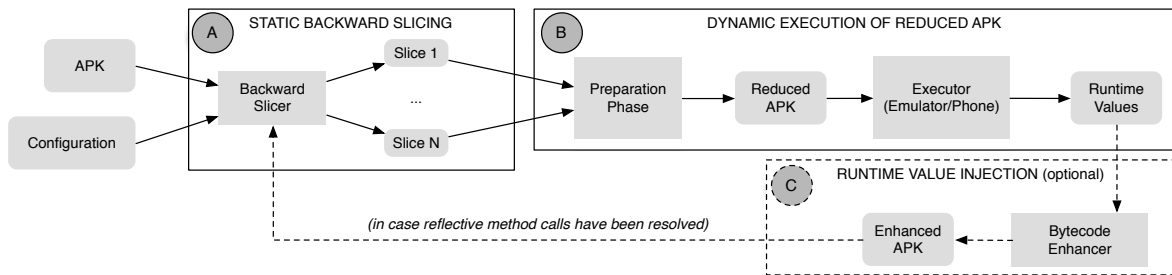 A
STATIC BACKWARD SLICING
APK
Configuration
Backward
Slicer
Slice 1
...
Slice N
B
DYNAMIC EXECUTION OF REDUCED APK
Preparation
Phase
Reduced
APK
Executor
(Emulator/Phone)
Runtime
Values
C
RUNTIME VALUE INJECTION (optional)
(in case reflective method calls have been resolved)
Enhanced
APK
Bytecode
Enhancer